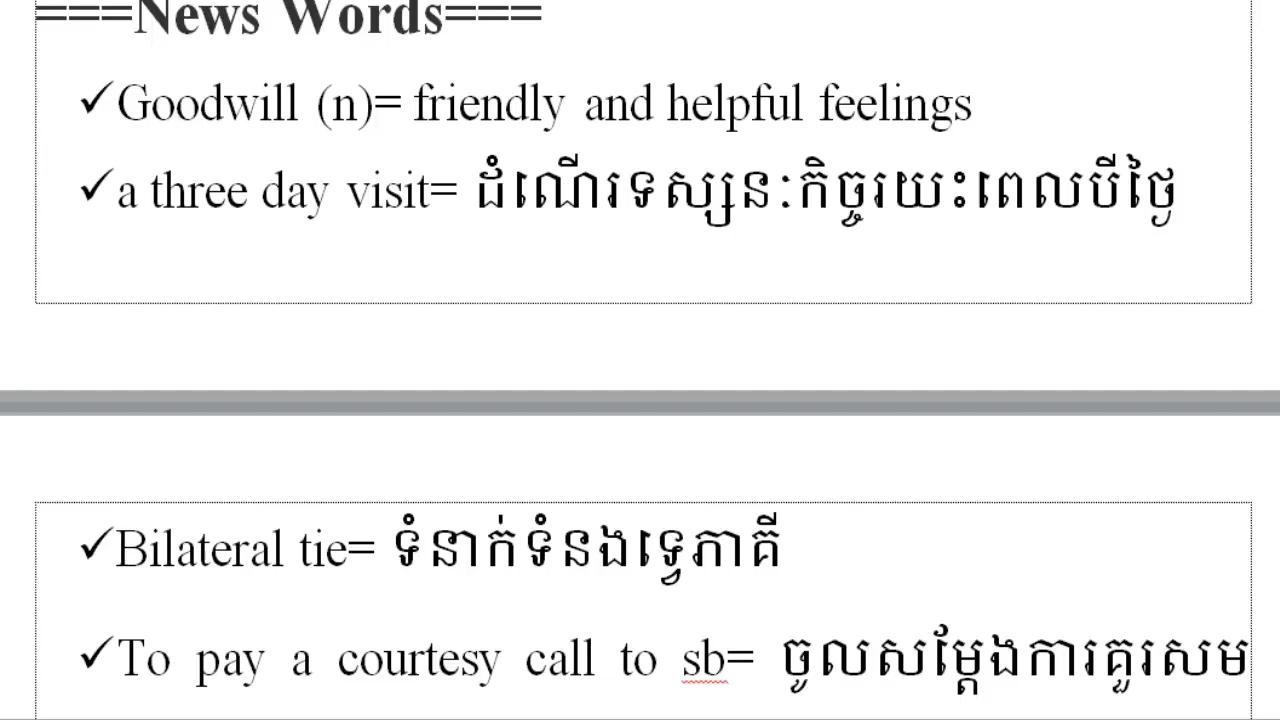 ===News Words===
✓Goodwill (n)= friendly and helpful feelings
✓a three day visit= ដំណើរទស្សនៈកិច្ចរយះពេលបីថ្ងៃ
✓Bilateral tie= ទំនាក់ទំនងទ្វេភាគី
✓To pay a courtesy call to sb= ចូលសម្តែងការគួរសម